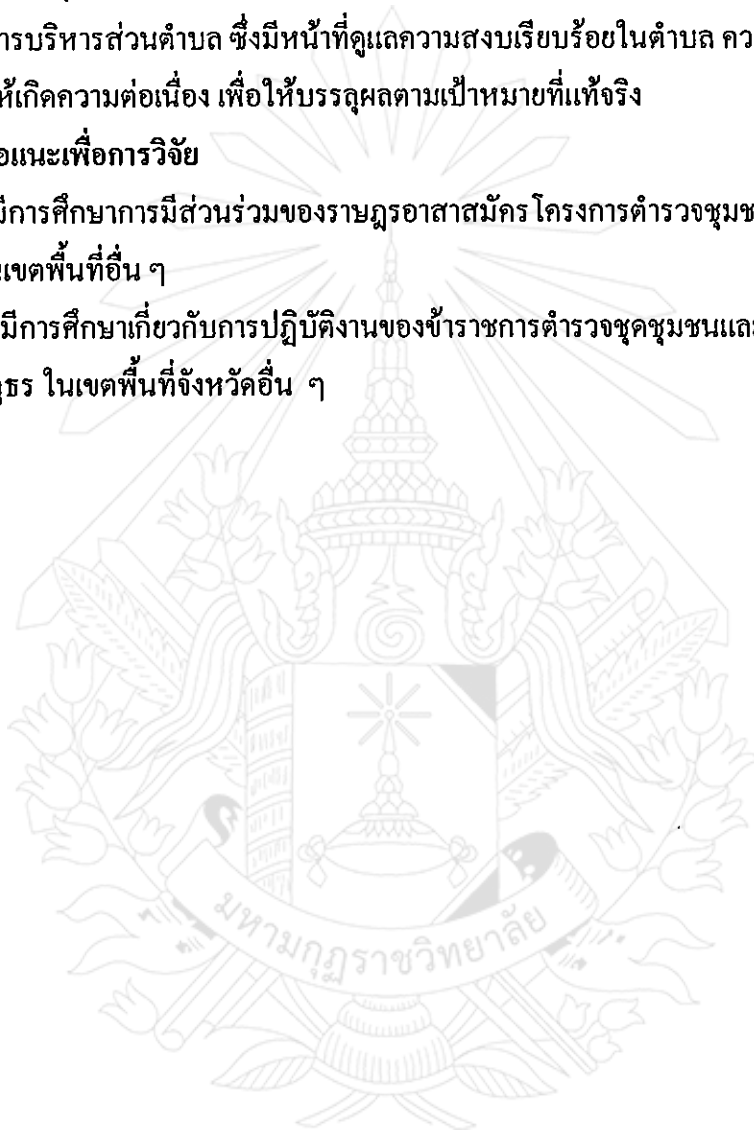 ารบริหารส่วนตำบล ซึ่งมีหน้าที่ดูแลความสงบเรียบร้อยในตำบล คว
ห้เกิดความต่อเนื่อง เพื่อให้บรรลุผลตามเป้าหมายที่แท้จริง
อแนะเพื่อการวิจัย
มีการศึกษาการมีส่วนร่วมของราษฎรอาสาสมัครโครงการตำรวจชุมช
นเขตพื้นที่อื่น ๆ
มีการศึกษาเกี่ยวกับการปฏิบัติงานของข้าราชการตำรวจชุดชุมชนและ
ูธร ในเขตพื้นที่จังหวัดอื่น ๆ
มหามกุฏราชวิทยาลัย